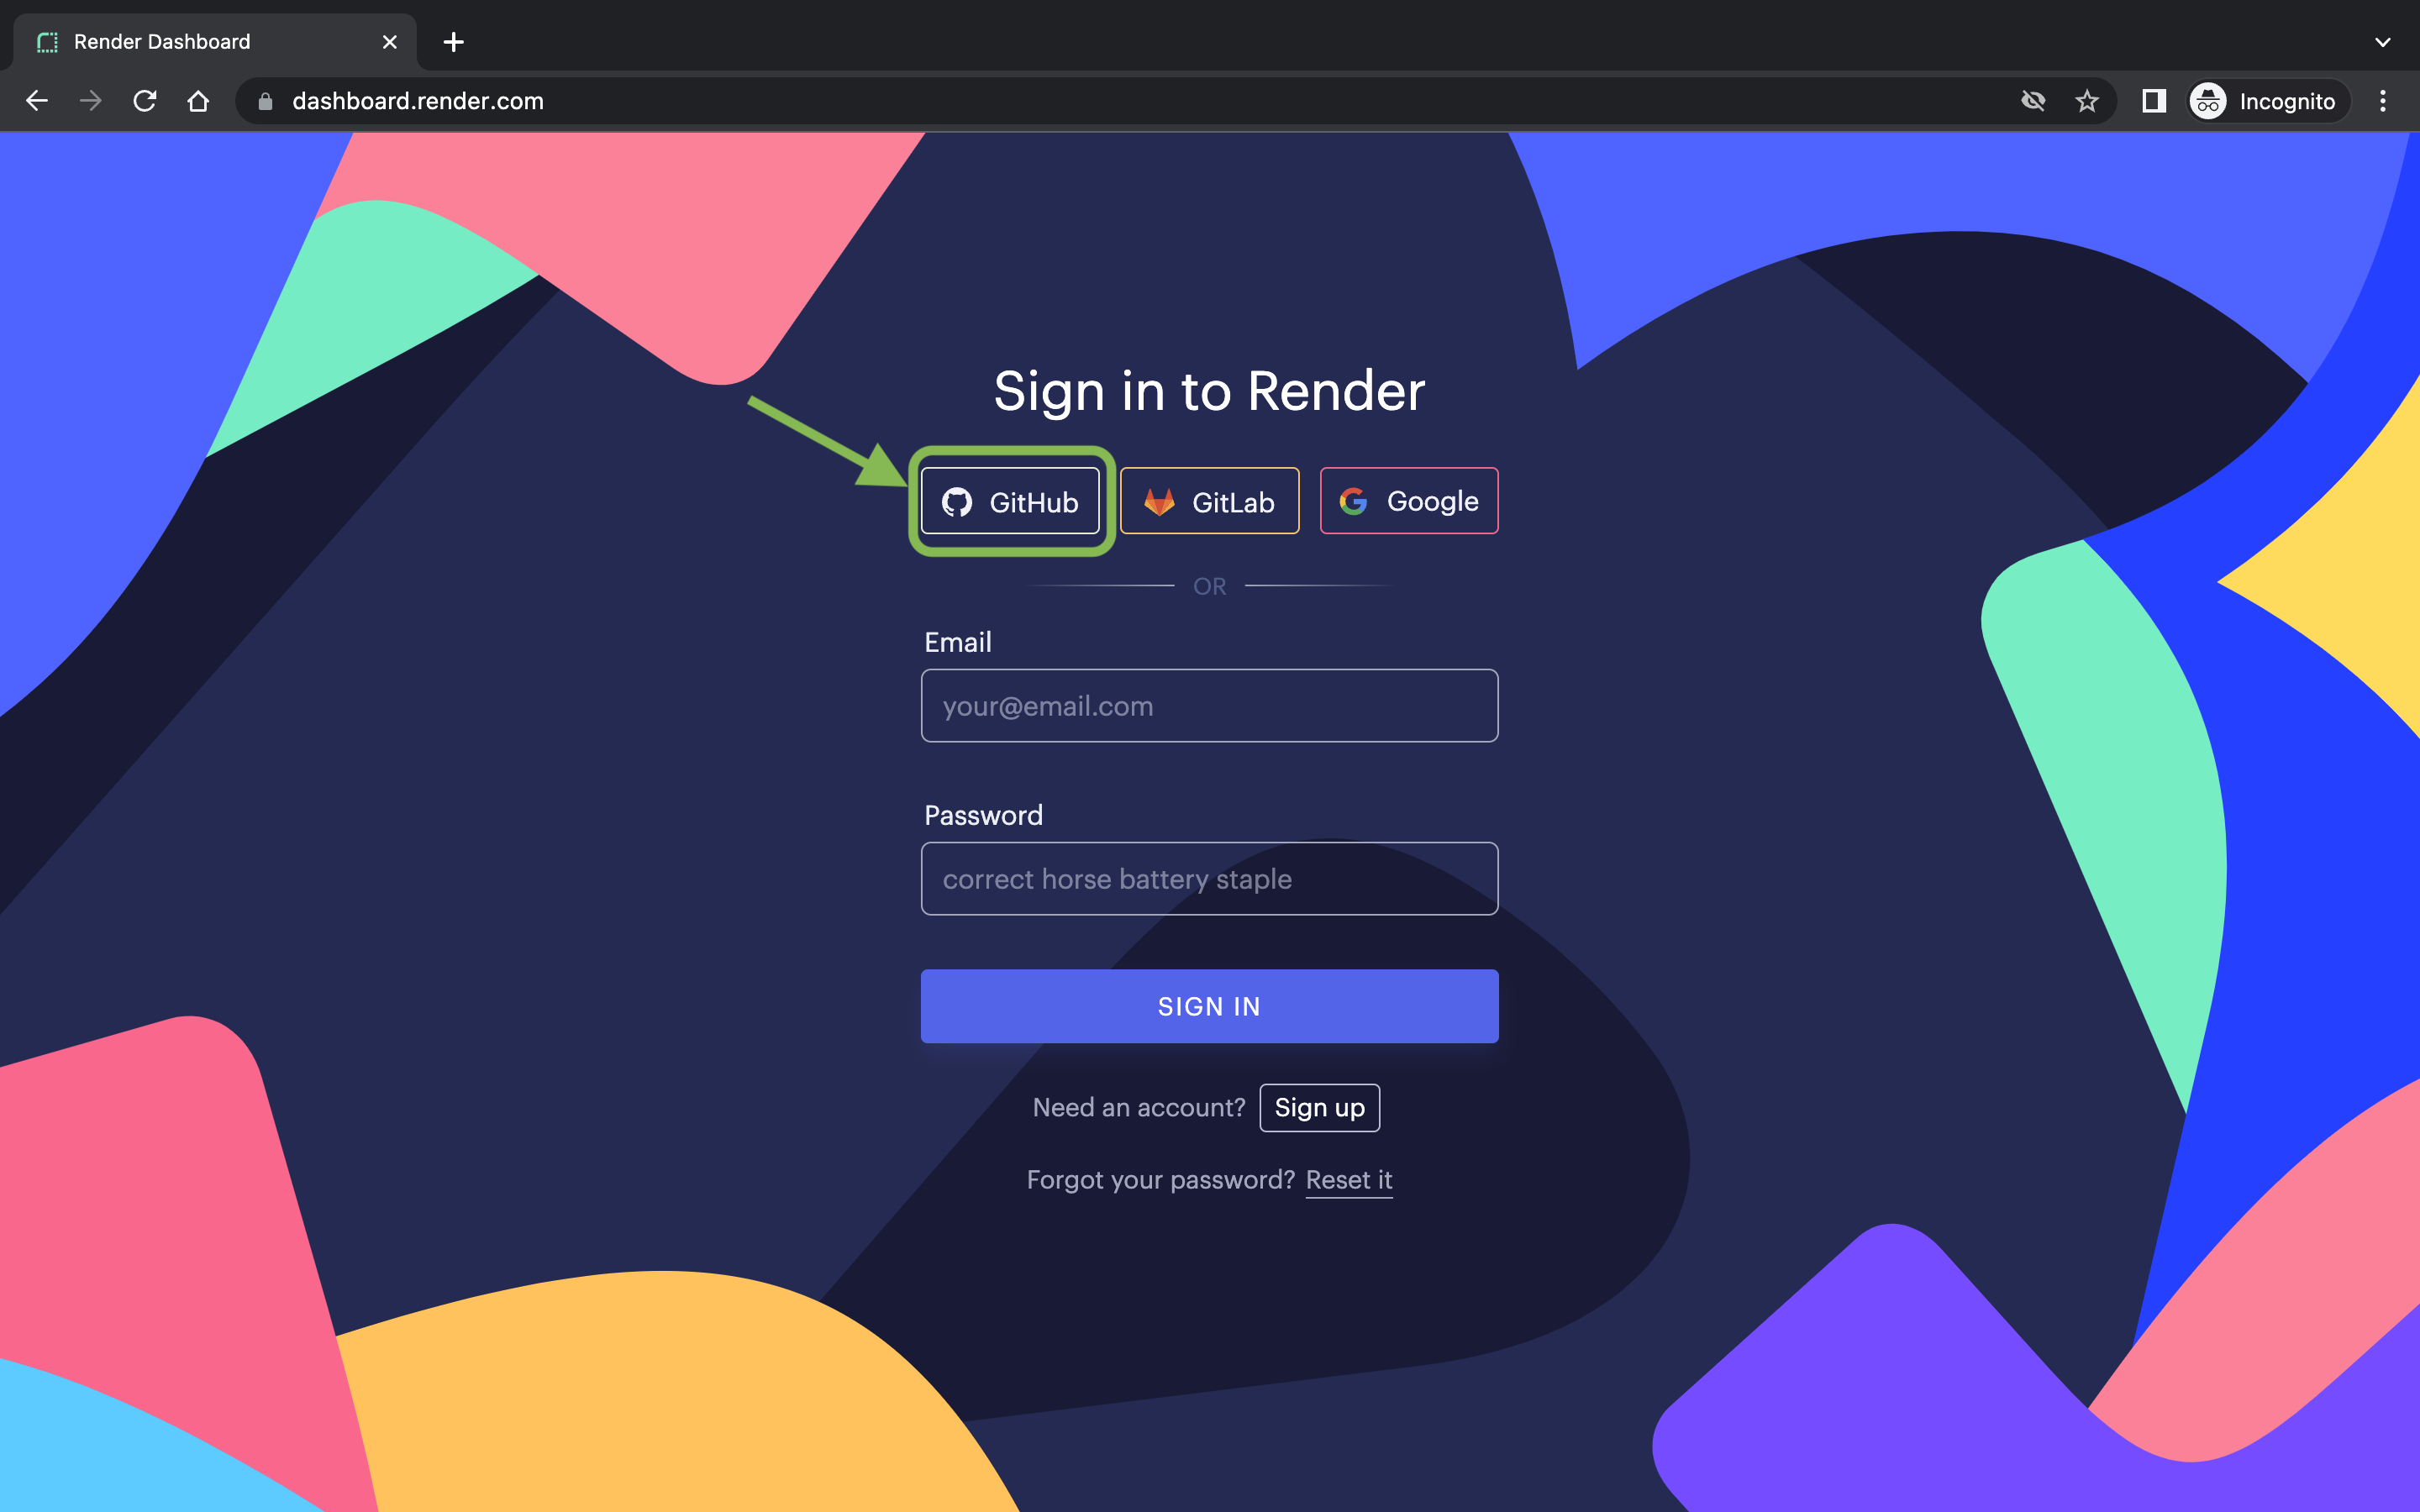 Render Dashboard
dashboard.render.com
Incognito
Sign in to Render
GitHub
GitLab
Google
OR
Email
your@email.com
Password
correct horse battery staple
SIGN IN
Need an account? Sign up
Forgot your password? Reset it